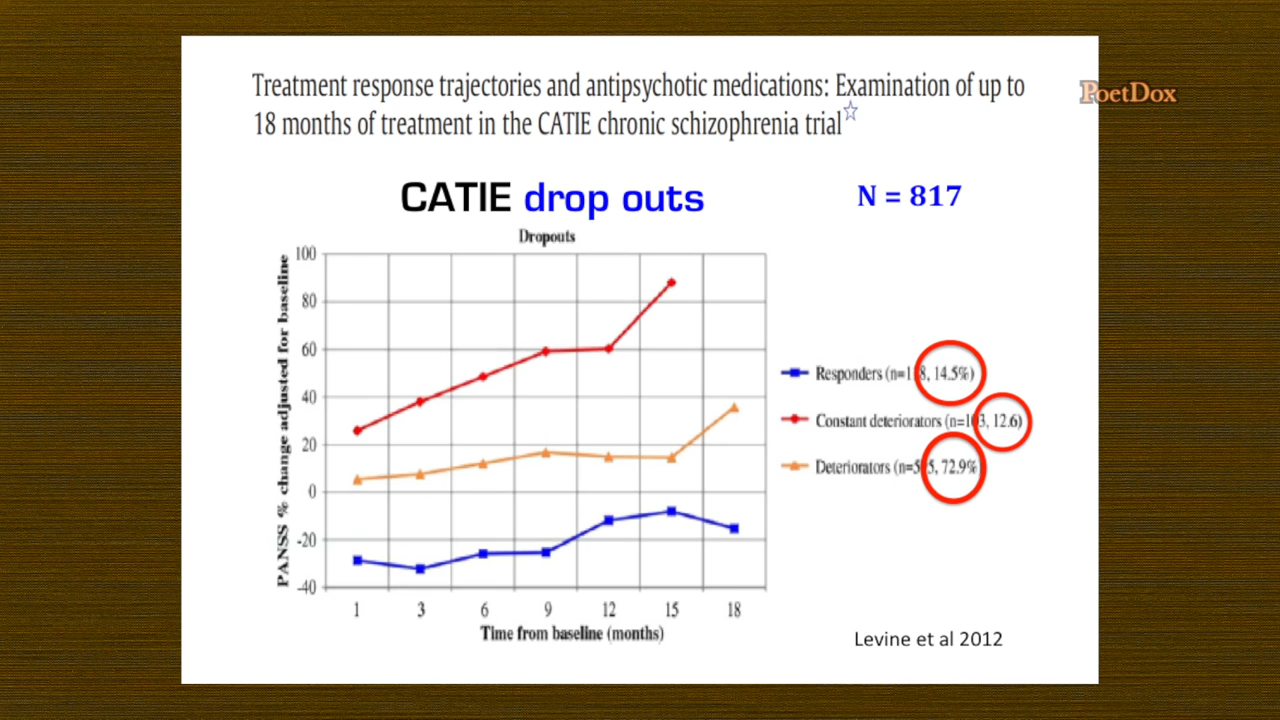 Treatment response trajectories and antipsychotic medications: Examination of up to
18 months of treatment in the CATIE chronic schizophrenia trial☆
PoetDox
CATIE drop outs
N = 817
Dropouts
PANSS % change adjusted for baseline
100
80
60
40
20
0
-20
-40
1 3 6 9 12 15 18
Time from baseline (months)
Responders (n=118, 14.5%)
Constant deteriorators (n=103, 12.6)
Deteriorators (n=595, 72.9%
Levine et al 2012